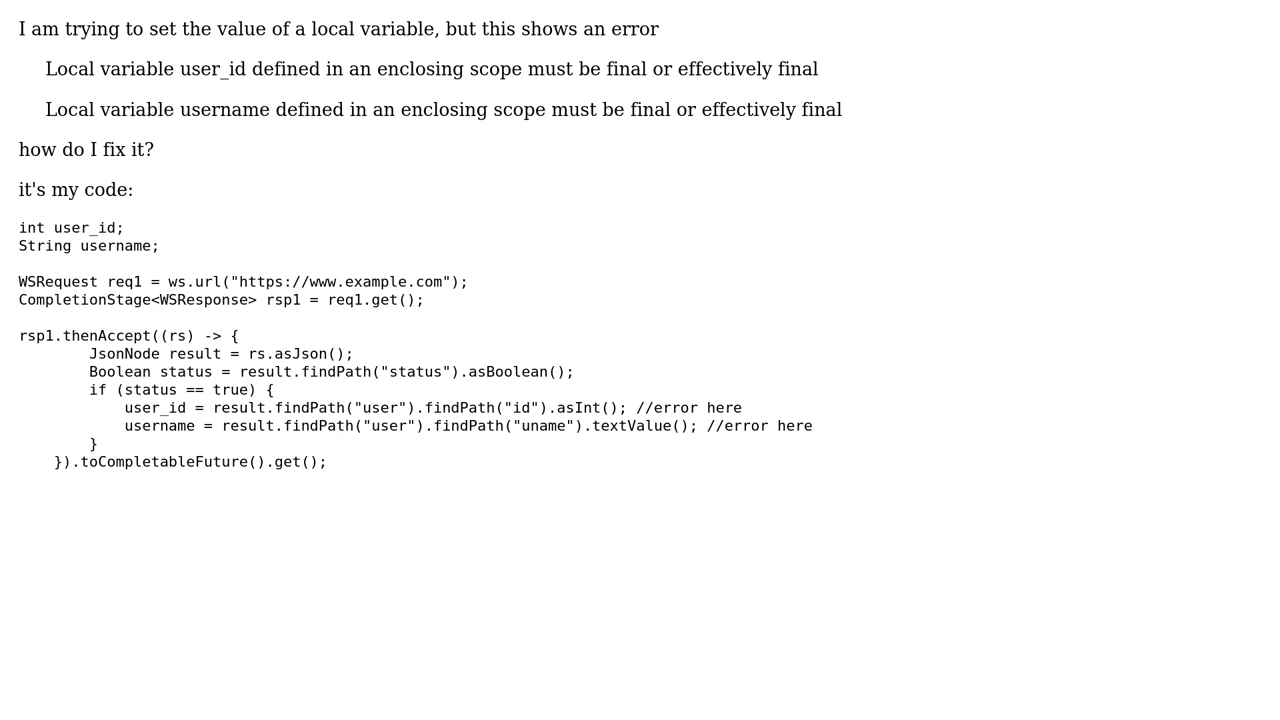 I am trying to set the value of a local variable, but this shows an error
Local variable user_id defined in an enclosing scope must be final or effectively final
Local variable username defined in an enclosing scope must be final or effectively final
how do I fix it?
it's my code:
int user_id;
String username;
WSRequest req1 = ws.url("https://www.example.com");
CompletionStage<WSResponse> rsp1 = req1.get();
rsp1.thenAccept((rs) -> {
        JsonNode result = rs.asJson();
        Boolean status = result.findPath("status").asBoolean();
        if (status == true) {
            user_id = result.findPath("user").findPath("id").asInt(); //error here
            username = result.findPath("user").findPath("uname").textValue(); //error here
        }
    }).toCompletableFuture().get();